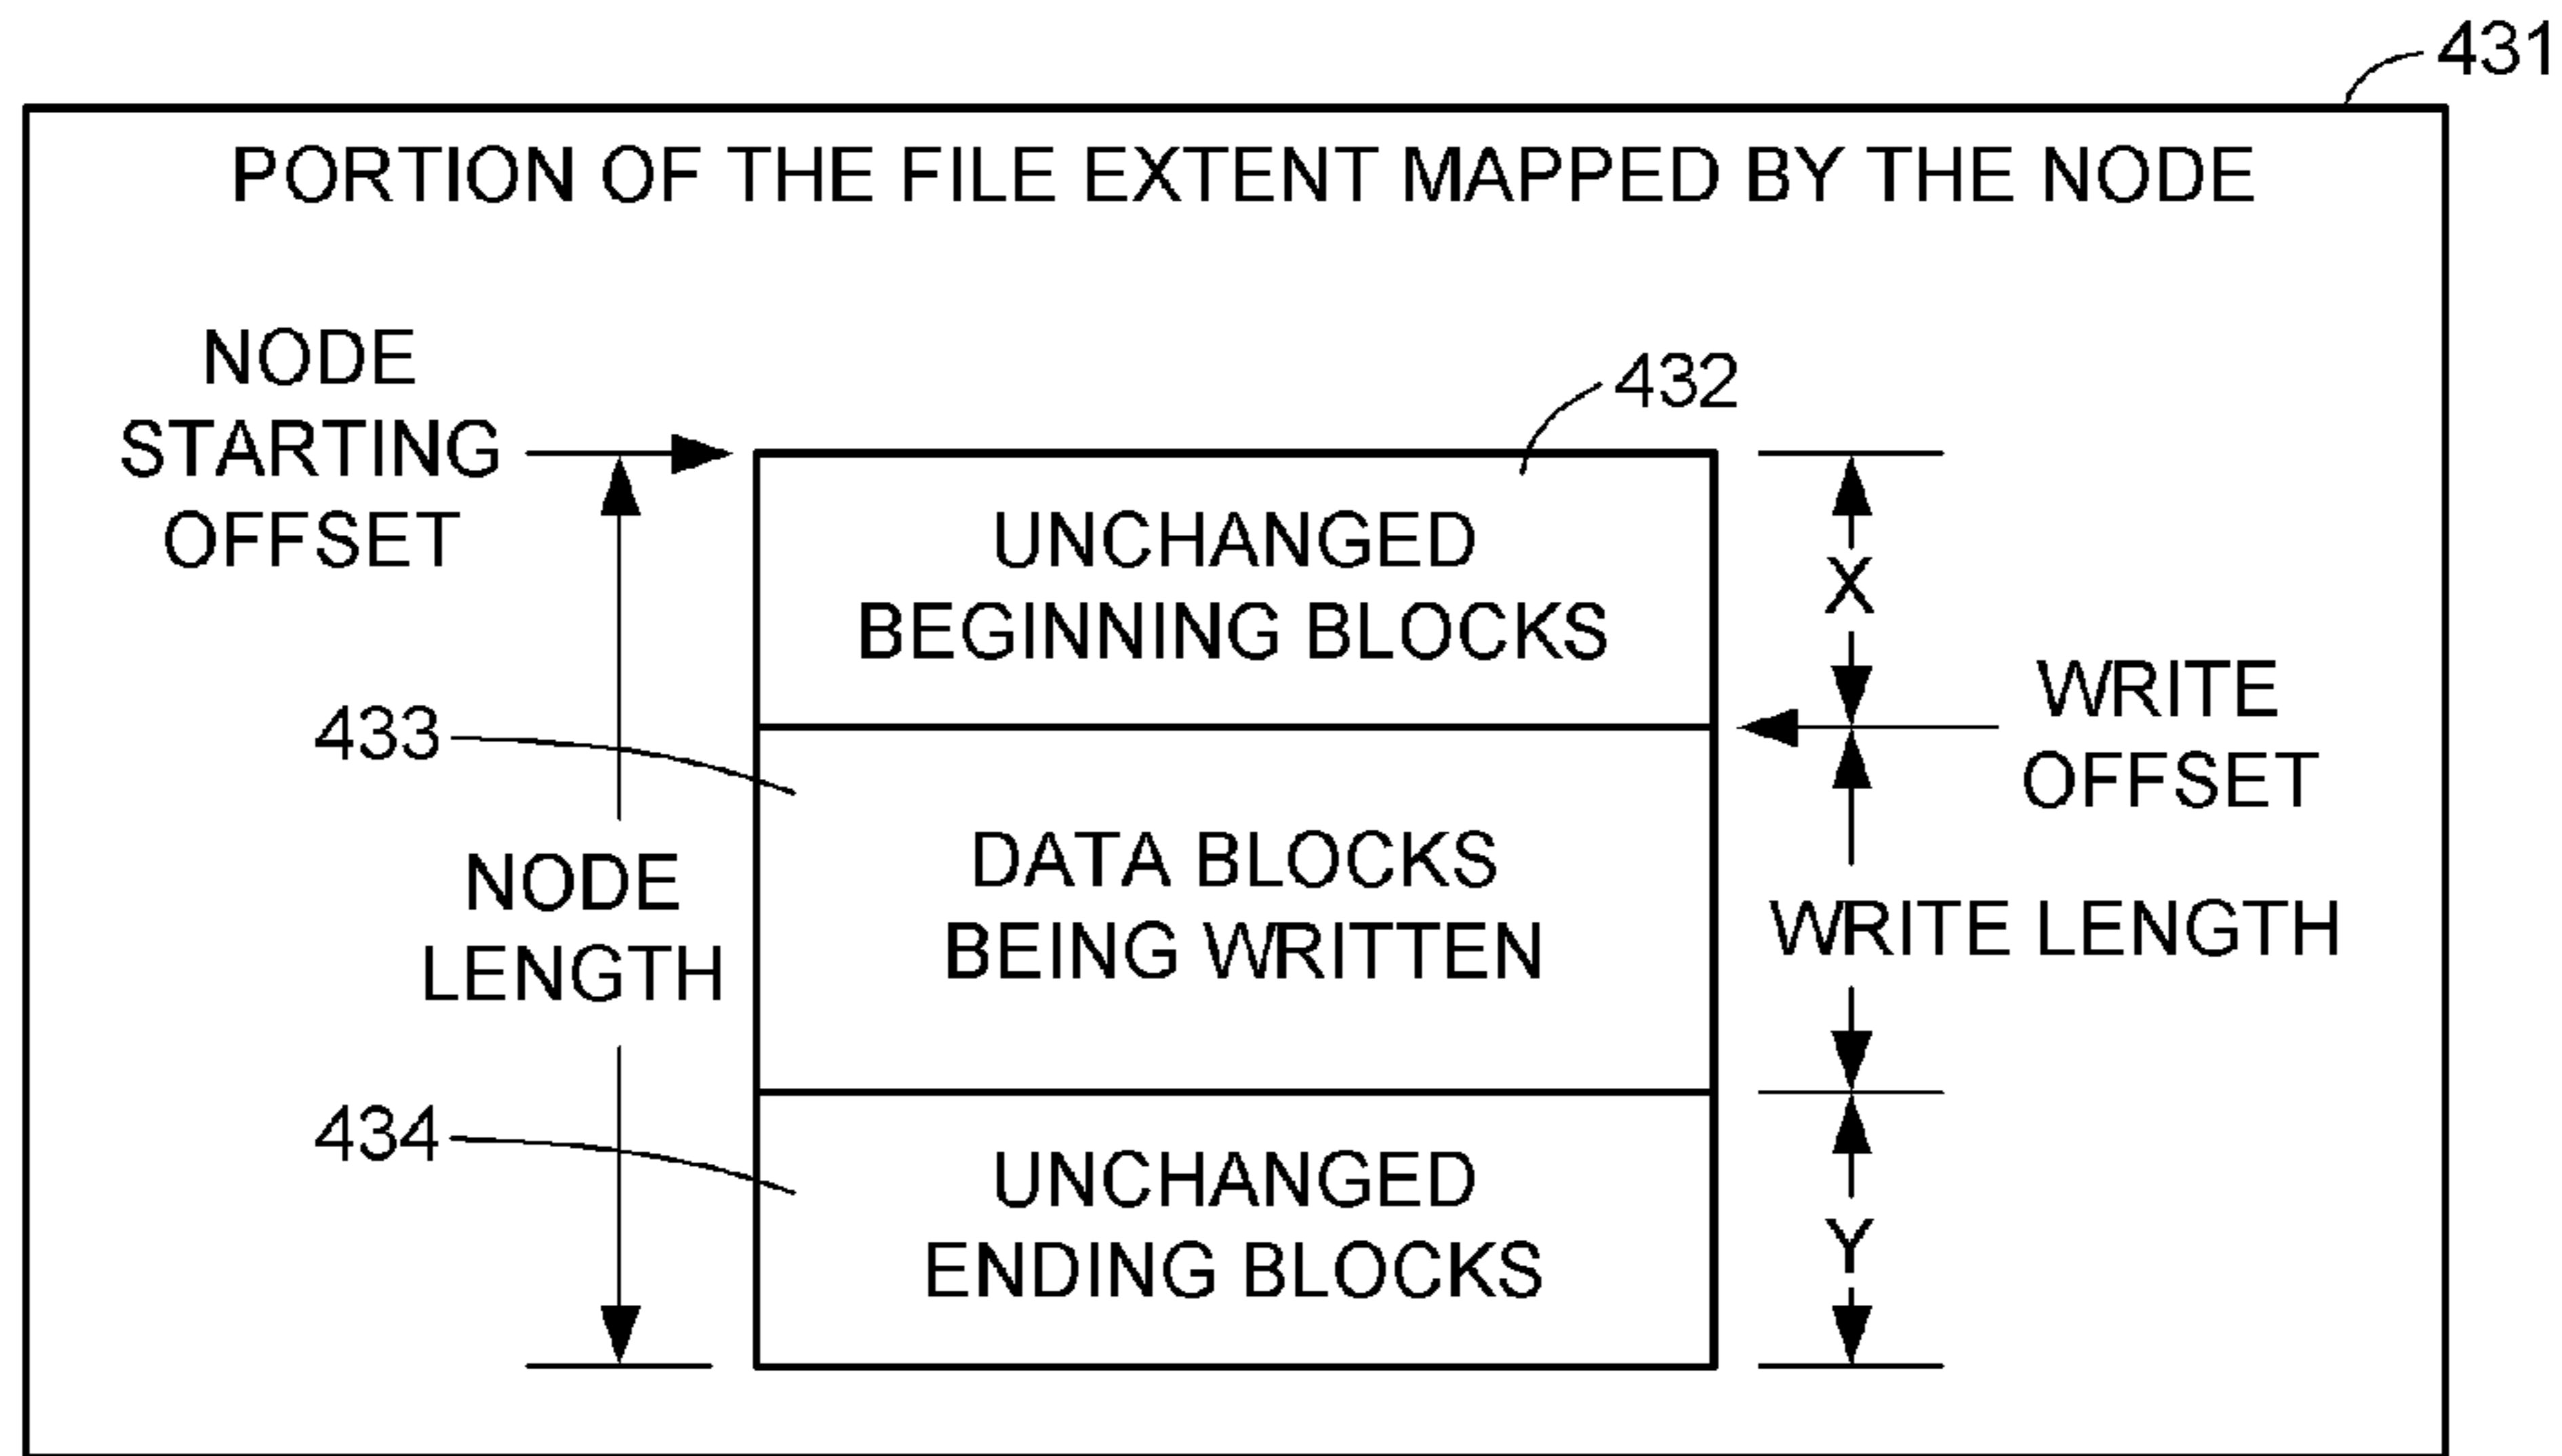 431
PORTION OF THE FILE EXTENT MAPPED BY THE NODE
NODE
STARTING
OFFSET
432
UNCHANGED
BEGINNING BLOCKS
X
WRITE
OFFSET
433
DATA BLOCKS
BEING WRITTEN
NODE
LENGTH
WRITE LENGTH
434
UNCHANGED
ENDING BLOCKS
Y